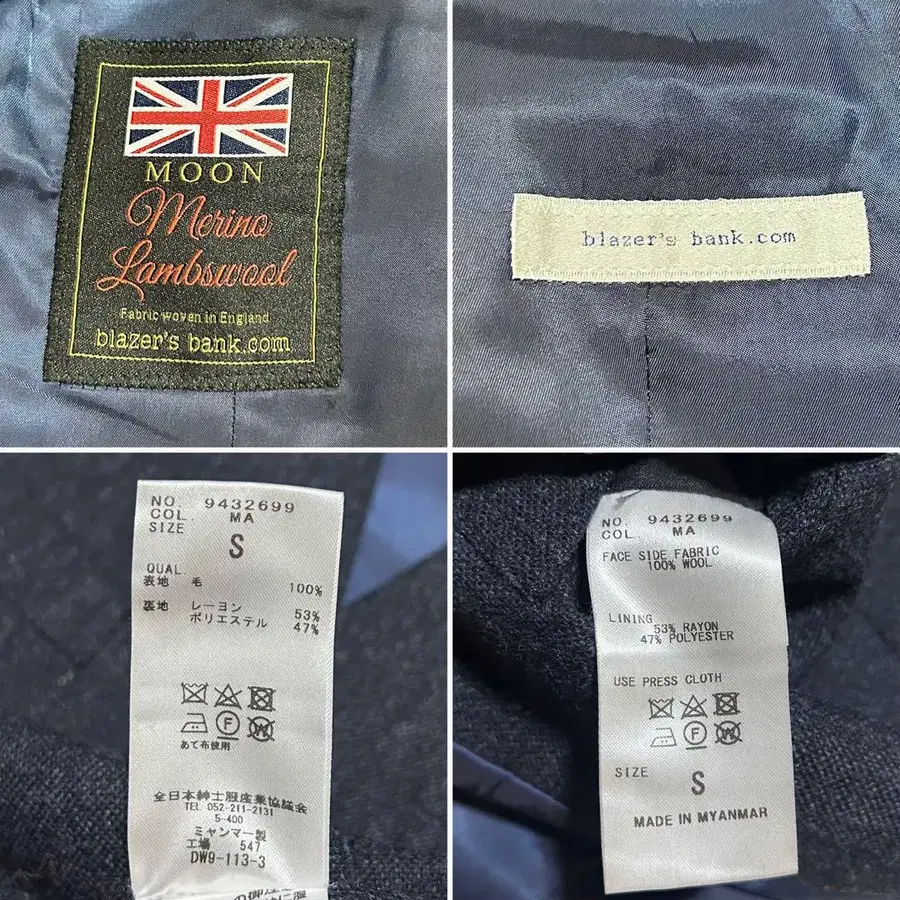 MOON
Merino
Lambswool
Fabric woven in England
blazer's bank.com
blazer's bank.com
NO. 9432699
COL. MA
SIZE
S
QUAL.
表地 毛 100%
裏地 レーヨン 53%
ポリエステル 47%
F
W
あて布使用
全日本紳士服産業協議会
TEL 052-211-2131
5-400
ミャンマー製
工場 547
DW9-113-3
NO. 9432699
COL. MA
FACE SIDE FABRIC
100% WOOL
LINING
53% RAYON
47% POLYESTER
USE PRESS CLOTH
F
W
SIZE
S
MADE IN MYANMAR